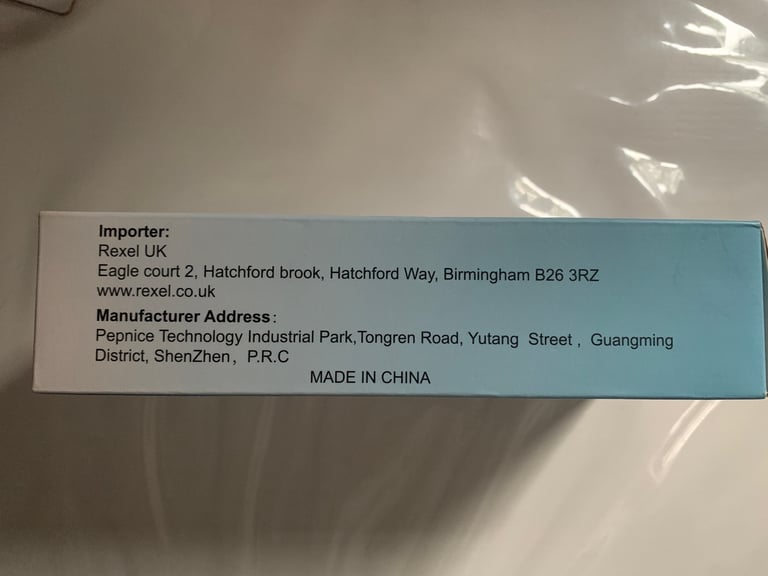 Importer:
Rexel UK
Eagle court 2, Hatchford brook, Hatchford Way, Birmingham B26 3RZ
www.rexel.co.uk
Manufacturer Address:
Pepnice Technology Industrial Park,Tongren Road, Yutang Street , Guangming
District, ShenZhen, P.R.C
MADE IN CHINA